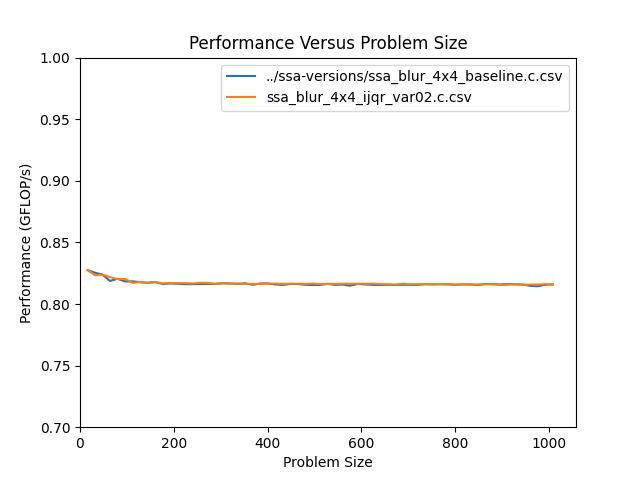 Performance Versus Problem Size
../ssa-versions/ssa_blur_4x4_baseline.c.csv
ssa_blur_4x4_ijqr_var02.c.csv
Performance (GFLOP/s)
1.00
0.95
0.90
0.85
0.80
0.75
0.70
0 200 400 600 800 1000
Problem Size